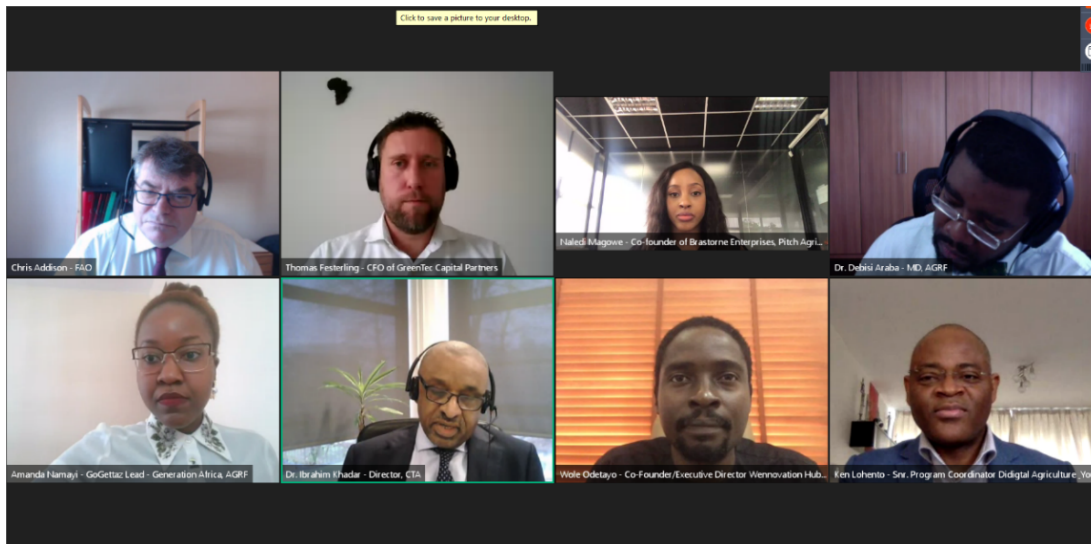 Click to save a picture to your desktop.
Chris Addison - FAO
Thomas Festerling - CFO of GreenTec Capital Partners
Naledi Magowe - Co-founder of Brastorne Enterprises, Pitch Agri...
Dr. Debisi Araba - MD, AGRF
Amanda Namayi - GoGettaz Lead - Generation Africa, AGRF
Dr. Ibrahim Khadar - Director, CTA
Wole Odetayo - Co-Founder/Executive Director Wennovation Hub...
Ken Lohento - Snr. Program Coordinator Didigtal Agriculture ,Yo